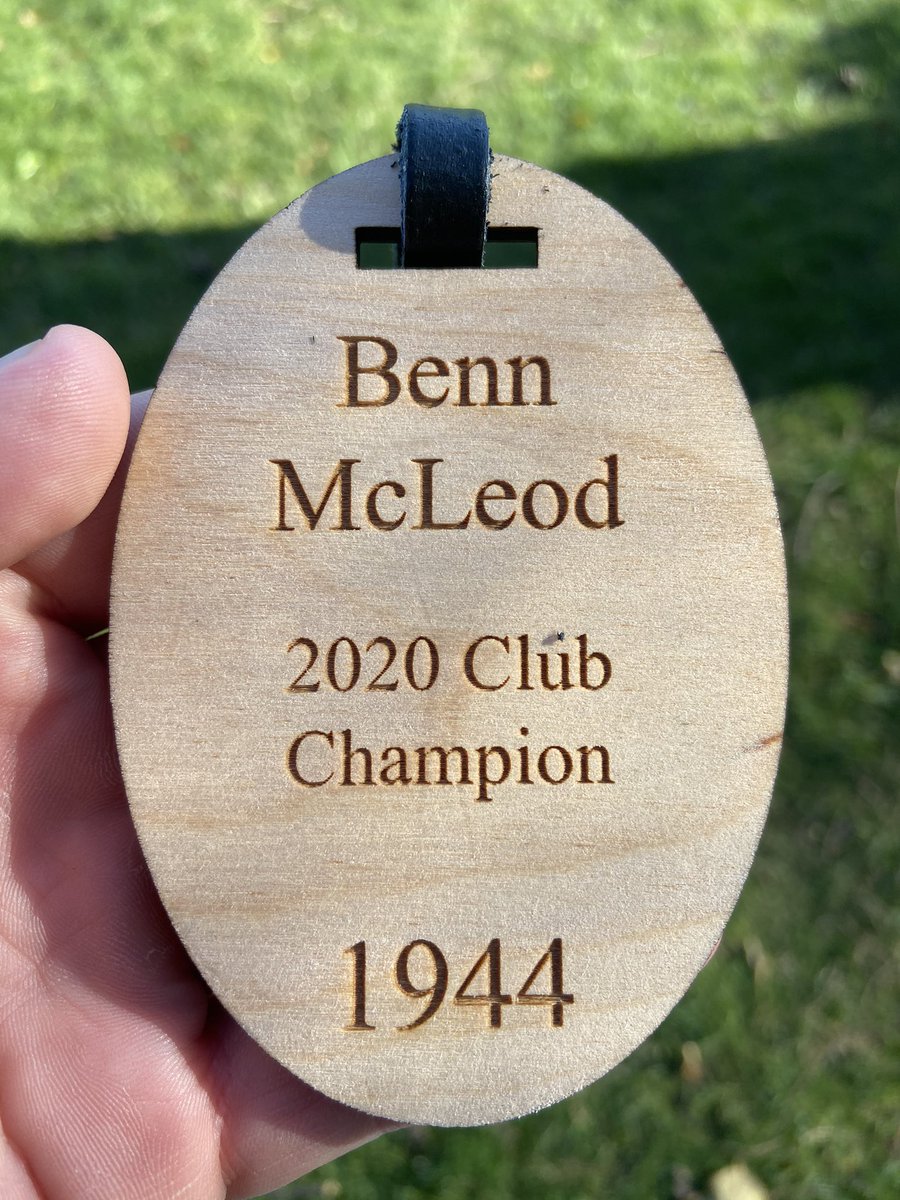 Benn
McLeod
2020 Club
Champion
1944